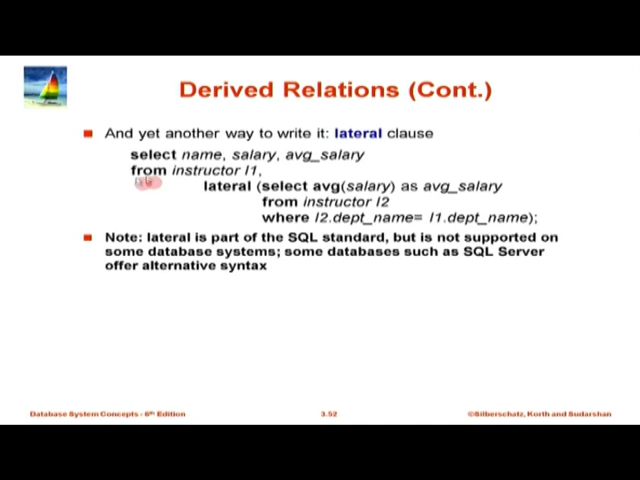 Derived Relations (Cont.)
And yet another way to write it: lateral clause
select name, salary, avg_salary
from instructor I1,
lateral (select avg(salary) as avg_salary
from instructor I2
where I2.dept_name= I1.dept_name);
Note: lateral is part of the SQL standard, but is not supported on
some database systems; some databases such as SQL Server
offer alternative syntax
Database System Concepts - 6th Edition
3.52
©Silberschatz, Korth and Sudarshan